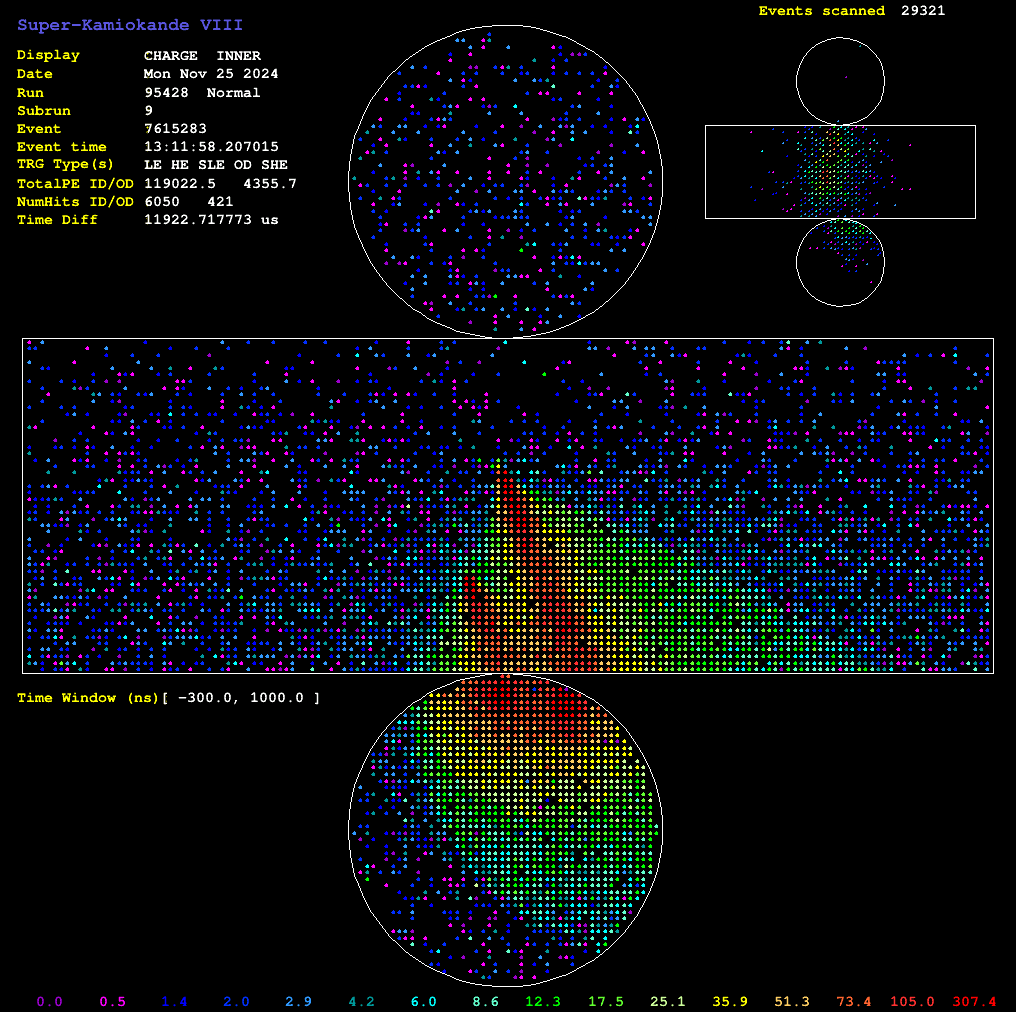 Super-Kamiokande VIII
Events scanned 29321
Display CHARGE INNER
Date Mon Nov 25 2024
Run 95428 Normal
Subrun 9
Event 7615283
Event time 13:11:58.207015
TRG Type(s) LE HE SLE OD SHE
TotalPE ID/OD 119022.5 4355.7
NumHits ID/OD 6050 421
Time Diff 11922.717773 us
Time Window (ns)[ -300.0, 1000.0 ]
0.0 0.5 1.4 2.0 2.9 4.2 6.0 8.6 12.3 17.5 25.1 35.9 51.3 73.4 105.0 307.4